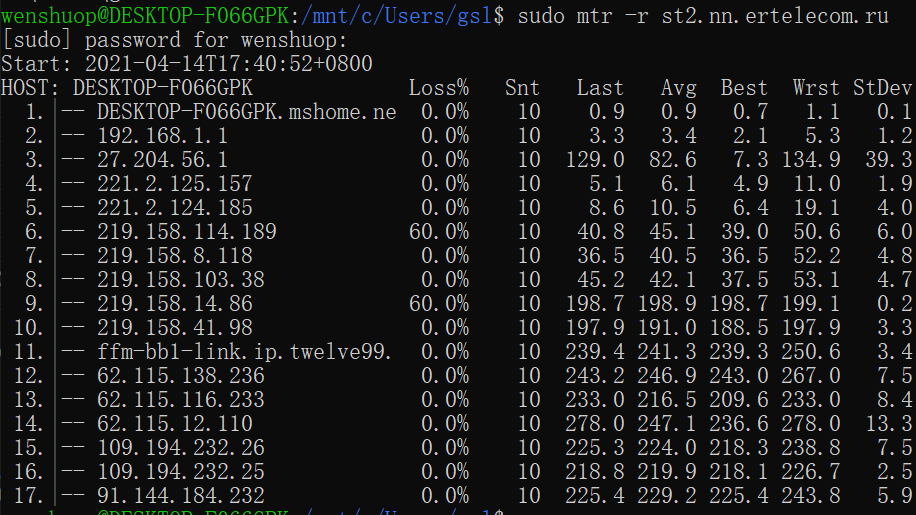 wenshuop@DESKTOP-F066GPK:/mnt/c/Users/gsl$ sudo mtr -r st2.nn.ertelecom.ru
[sudo] password for wenshuop:
Start: 2021-04-14T17:40:52+0800
HOST: DESKTOP-F066GPK Loss% Snt Last Avg Best Wrst StDev
1.|-- DESKTOP-F066GPK.mshome.ne 0.0% 10 0.9 0.9 0.7 1.1 0.1
2.|-- 192.168.1.1 0.0% 10 3.3 3.4 2.1 5.3 1.2
3.|-- 27.204.56.1 0.0% 10 129.0 82.6 7.3 134.9 39.3
4.|-- 221.2.125.157 0.0% 10 5.1 6.1 4.9 11.0 1.9
5.|-- 221.2.124.185 0.0% 10 8.6 10.5 6.4 19.1 4.0
6.|-- 219.158.114.189 60.0% 10 40.8 45.1 39.0 50.6 6.0
7.|-- 219.158.8.118 0.0% 10 36.5 40.5 36.5 52.2 4.8
8.|-- 219.158.103.38 0.0% 10 45.2 42.1 37.5 53.1 4.7
9.|-- 219.158.14.86 60.0% 10 198.7 198.9 198.7 199.1 0.2
10.|-- 219.158.41.98 0.0% 10 197.9 191.0 188.5 197.9 3.3
11.|-- ffm-bb1-link.ip.twelve99. 0.0% 10 239.4 241.3 239.3 250.6 3.4
12.|-- 62.115.138.236 0.0% 10 243.2 246.9 243.0 267.0 7.5
13.|-- 62.115.116.233 0.0% 10 233.0 216.5 209.6 233.0 8.4
14.|-- 62.115.12.110 0.0% 10 278.0 247.1 236.6 278.0 13.3
15.|-- 109.194.232.26 0.0% 10 225.3 224.0 218.3 238.8 7.5
16.|-- 109.194.232.25 0.0% 10 218.8 219.9 218.1 226.7 2.5
17.|-- 91.144.184.232 0.0% 10 225.4 229.2 225.4 243.8 5.9
wenshuop@DESKTOP-F066GPK:/mnt/c/Users/gsl$